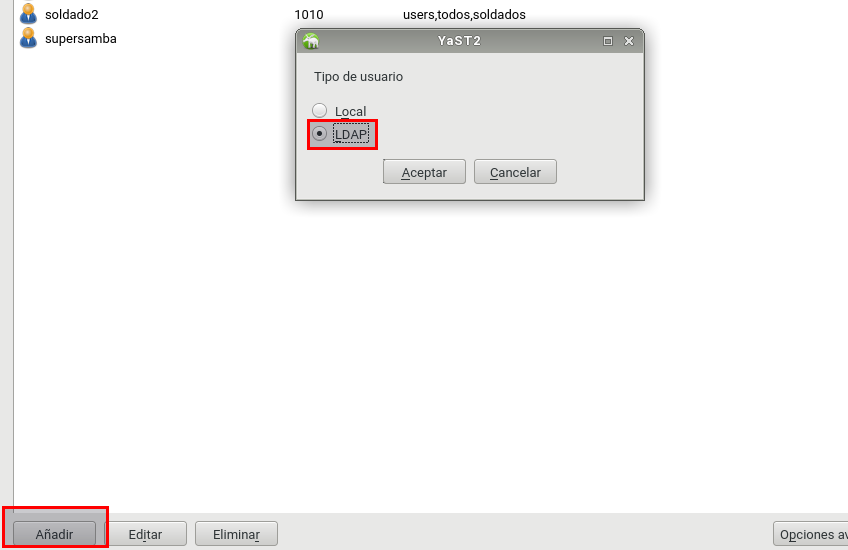 soldado2 1010 users,todos,soldados
supersamba
YaST2
Tipo de usuario
Local
LDAP
Aceptar Cancelar
Añadir Editar Eliminar Opciones av